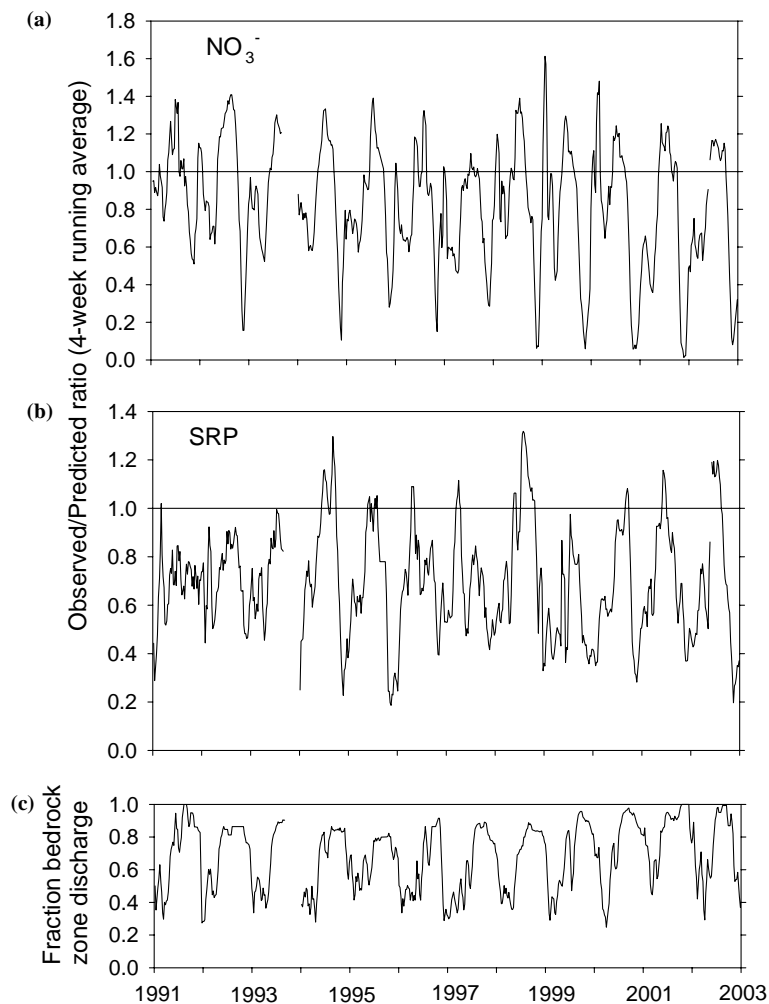 (a)
NO3-
1.8
1.6
1.4
1.2
1.0
0.8
0.6
0.4
0.2
0.0
Observed/Predicted ratio (4-week running average)
(b)
SRP
1.4
1.2
1.0
0.8
0.6
0.4
0.2
0.0
(c)
Fraction bedrock
zone discharge
1.0
0.8
0.6
0.4
0.2
0.0
1991 1993 1995 1997 1999 2001 2003